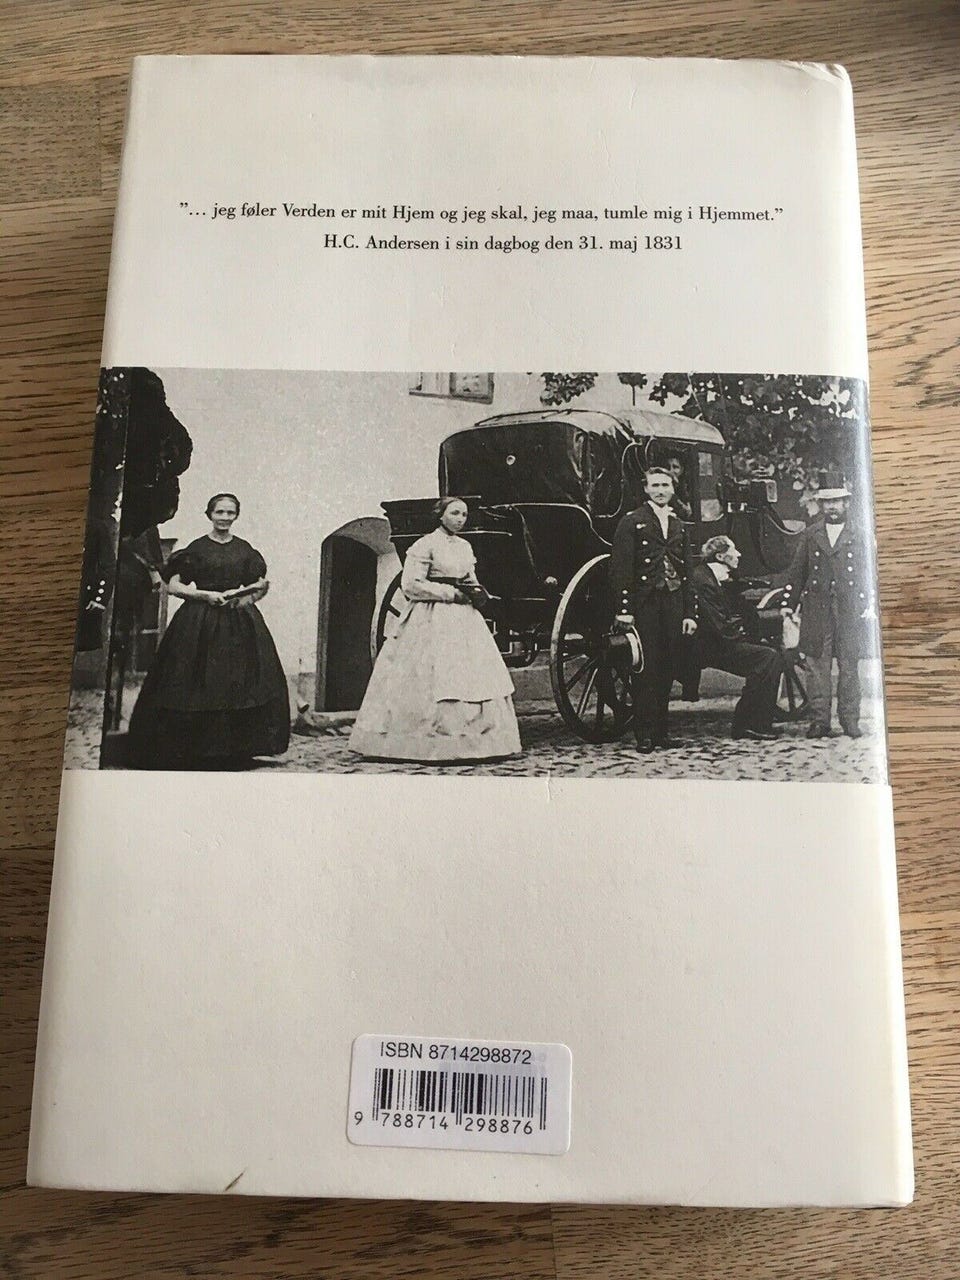 ”... jeg føler Verden er mit Hjem og jeg skal, jeg maa, tumle mig i Hjemmet.”
H.C. Andersen i sin dagbog den 31. maj 1831
ISBN 8714298872
9 788714 298876